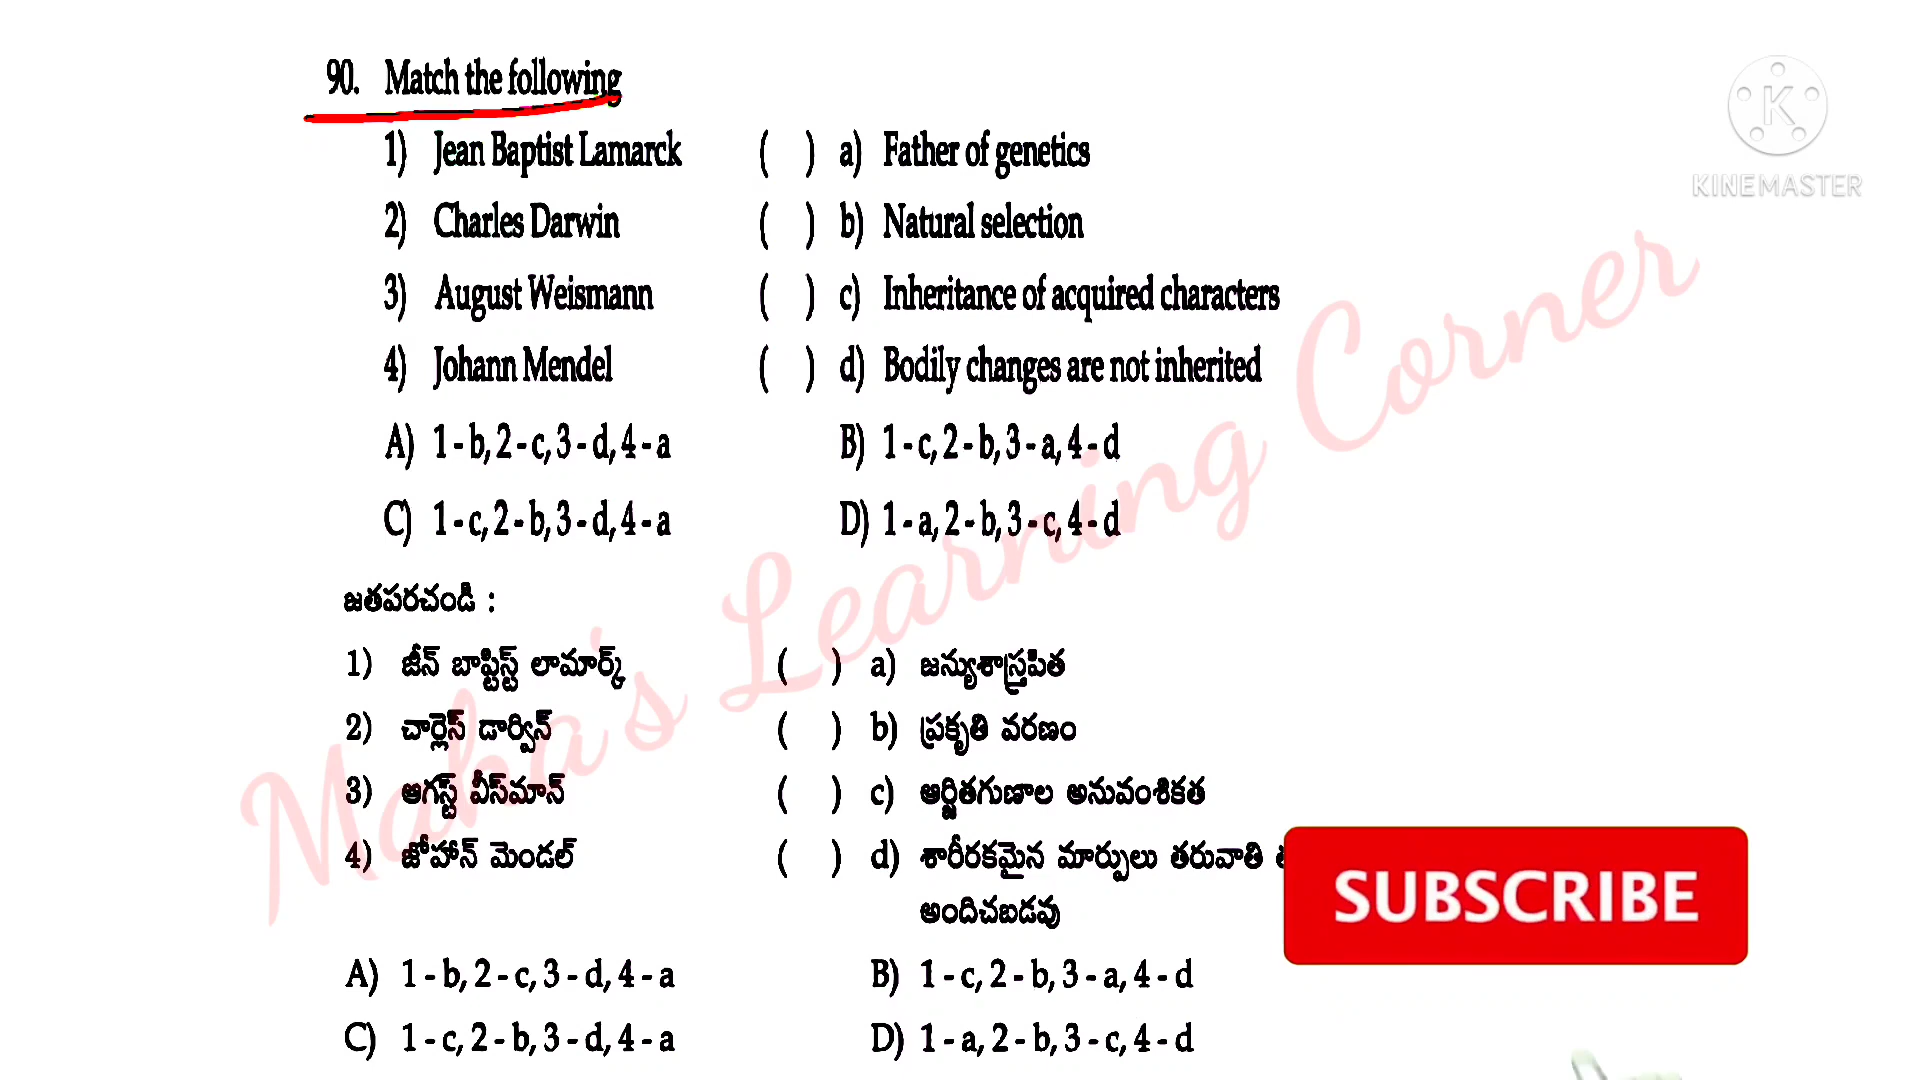 90. Match the following
1) Jean Baptist Lamarck ( ) a) Father of genetics
2) Charles Darwin ( ) b) Natural selection
3) August Weismann ( ) c) Inheritance of acquired characters
4) Johann Mendel ( ) d) Bodily changes are not inherited
A) 1 - b, 2 - c, 3 - d, 4 - a B) 1 - c, 2 - b, 3 - a, 4 - d
C) 1 - c, 2 - b, 3 - d, 4 - a D) 1 - a, 2 - b, 3 - c, 4 - d
జతపరచండి :
1) జీన్ బాప్టిస్ట్ లామార్క్ ( ) a) జన్యుశాస్త్రపిత
2) చార్లెస్ డార్విన్ ( ) b) ప్రకృతి వరణం
3) ఆగస్ట్ వీస్‌మాన్ ( ) c) ఆర్జితగుణాల అనువంశికత
4) జోహాన్ మెండల్ ( ) d) శారీరకమైన మార్పులు తరువాతి
అందిచబడవు
A) 1 - b, 2 - c, 3 - d, 4 - a B) 1 - c, 2 - b, 3 - a, 4 - d
C) 1 - c, 2 - b, 3 - d, 4 - a D) 1 - a, 2 - b, 3 - c, 4 - d
Maha's Learning Corner
K
KINEMASTER
SUBSCRIBE